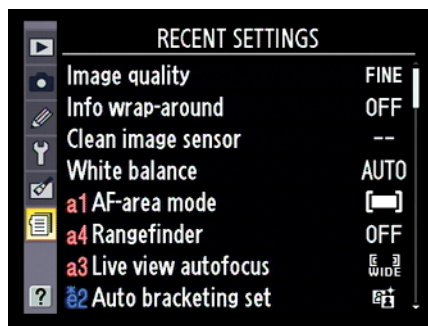 RECENT SETTINGS
Image quality FINE
Info wrap-around OFF
Clean image sensor --
White balance AUTO
a1 AF-area mode
a4 Rangefinder OFF
a3 Live view autofocus WIDE
e2 Auto bracketing set
?